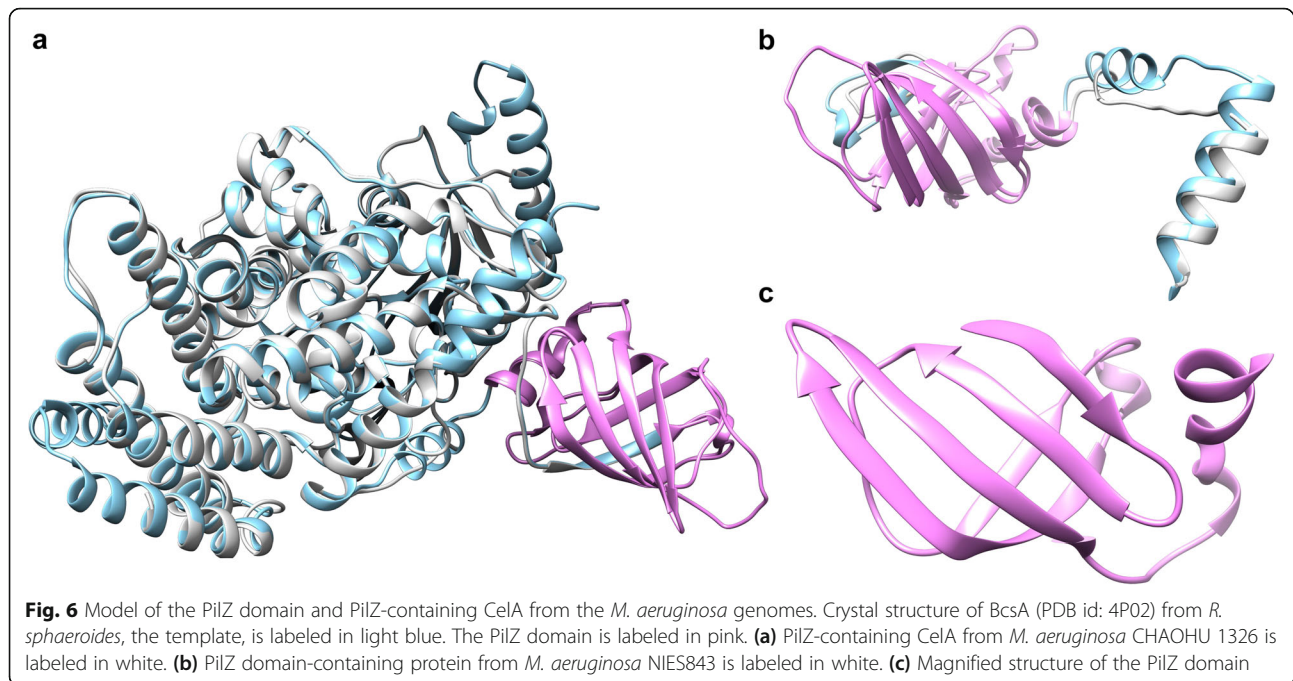 a
b
c
Fig. 6 Model of the PilZ domain and PilZ-containing CelA from the M. aeruginosa genomes. Crystal structure of BcsA (PDB id: 4P02) from R.
sphaeroides, the template, is labeled in light blue. The PilZ domain is labeled in pink. (a) PilZ-containing CelA from M. aeruginosa CHAOHU 1326 is
labeled in white. (b) PilZ domain-containing protein from M. aeruginosa NIES843 is labeled in white. (c) Magnified structure of the PilZ domain